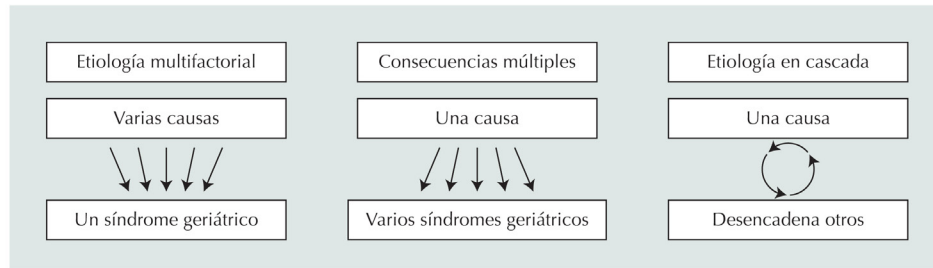 Etiología multifactorial
Varias causas
Un síndrome geriátrico
Consecuencias múltiples
Una causa
Varios síndromes geriátricos
Etiología en cascada
Una causa
Desencadena otros